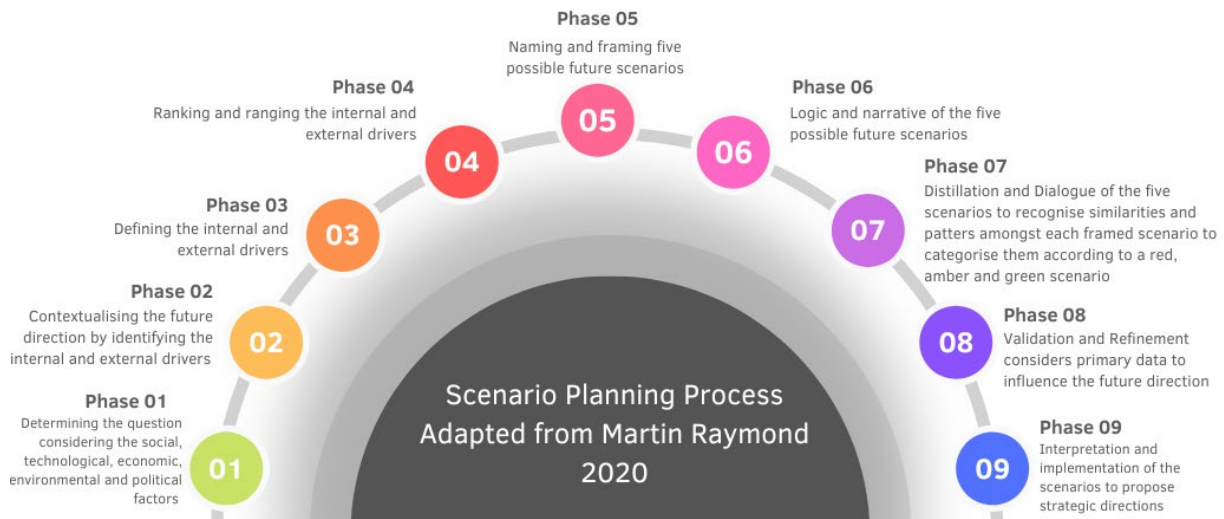 Phase 01
Determining the question
considering the social,
technological, economic,
environmental and political
factors
01
Phase 02
Contextualising the future
direction by identifying the
internal and external drivers
02
Phase 03
Defining the internal and
external drivers
03
Phase 04
Ranking and ranging the internal and
external drivers
04
Phase 05
Naming and framing five
possible future scenarios
05
Phase 06
Logic and narrative of the five
possible future scenarios
06
Phase 07
Distillation and Dialogue of the five
scenarios to recognise similarities and
patters amongst each framed scenario to
categorise them according to a red,
amber and green scenario
07
Phase 08
Validation and Refinement
considers primary data to
influence the future direction
08
Phase 09
Interpretation and
implementation of the
scenarios to propose
strategic directions
09
Scenario Planning Process
Adapted from Martin Raymond
2020